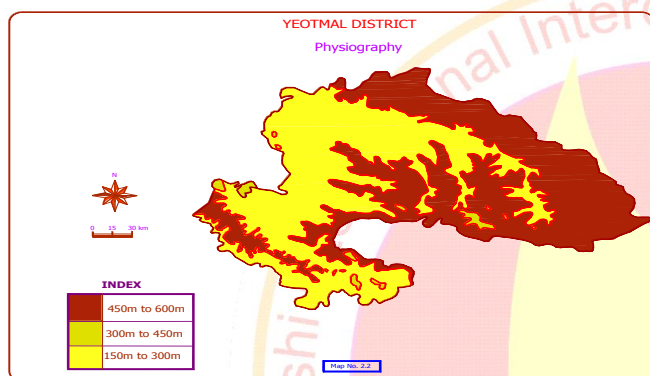 YEOTMAL DISTRICT
Physiography
N
0 15 30 km
INDEX
450m to 600m
300m to 450m
150m to 300m
Map No. 2.2